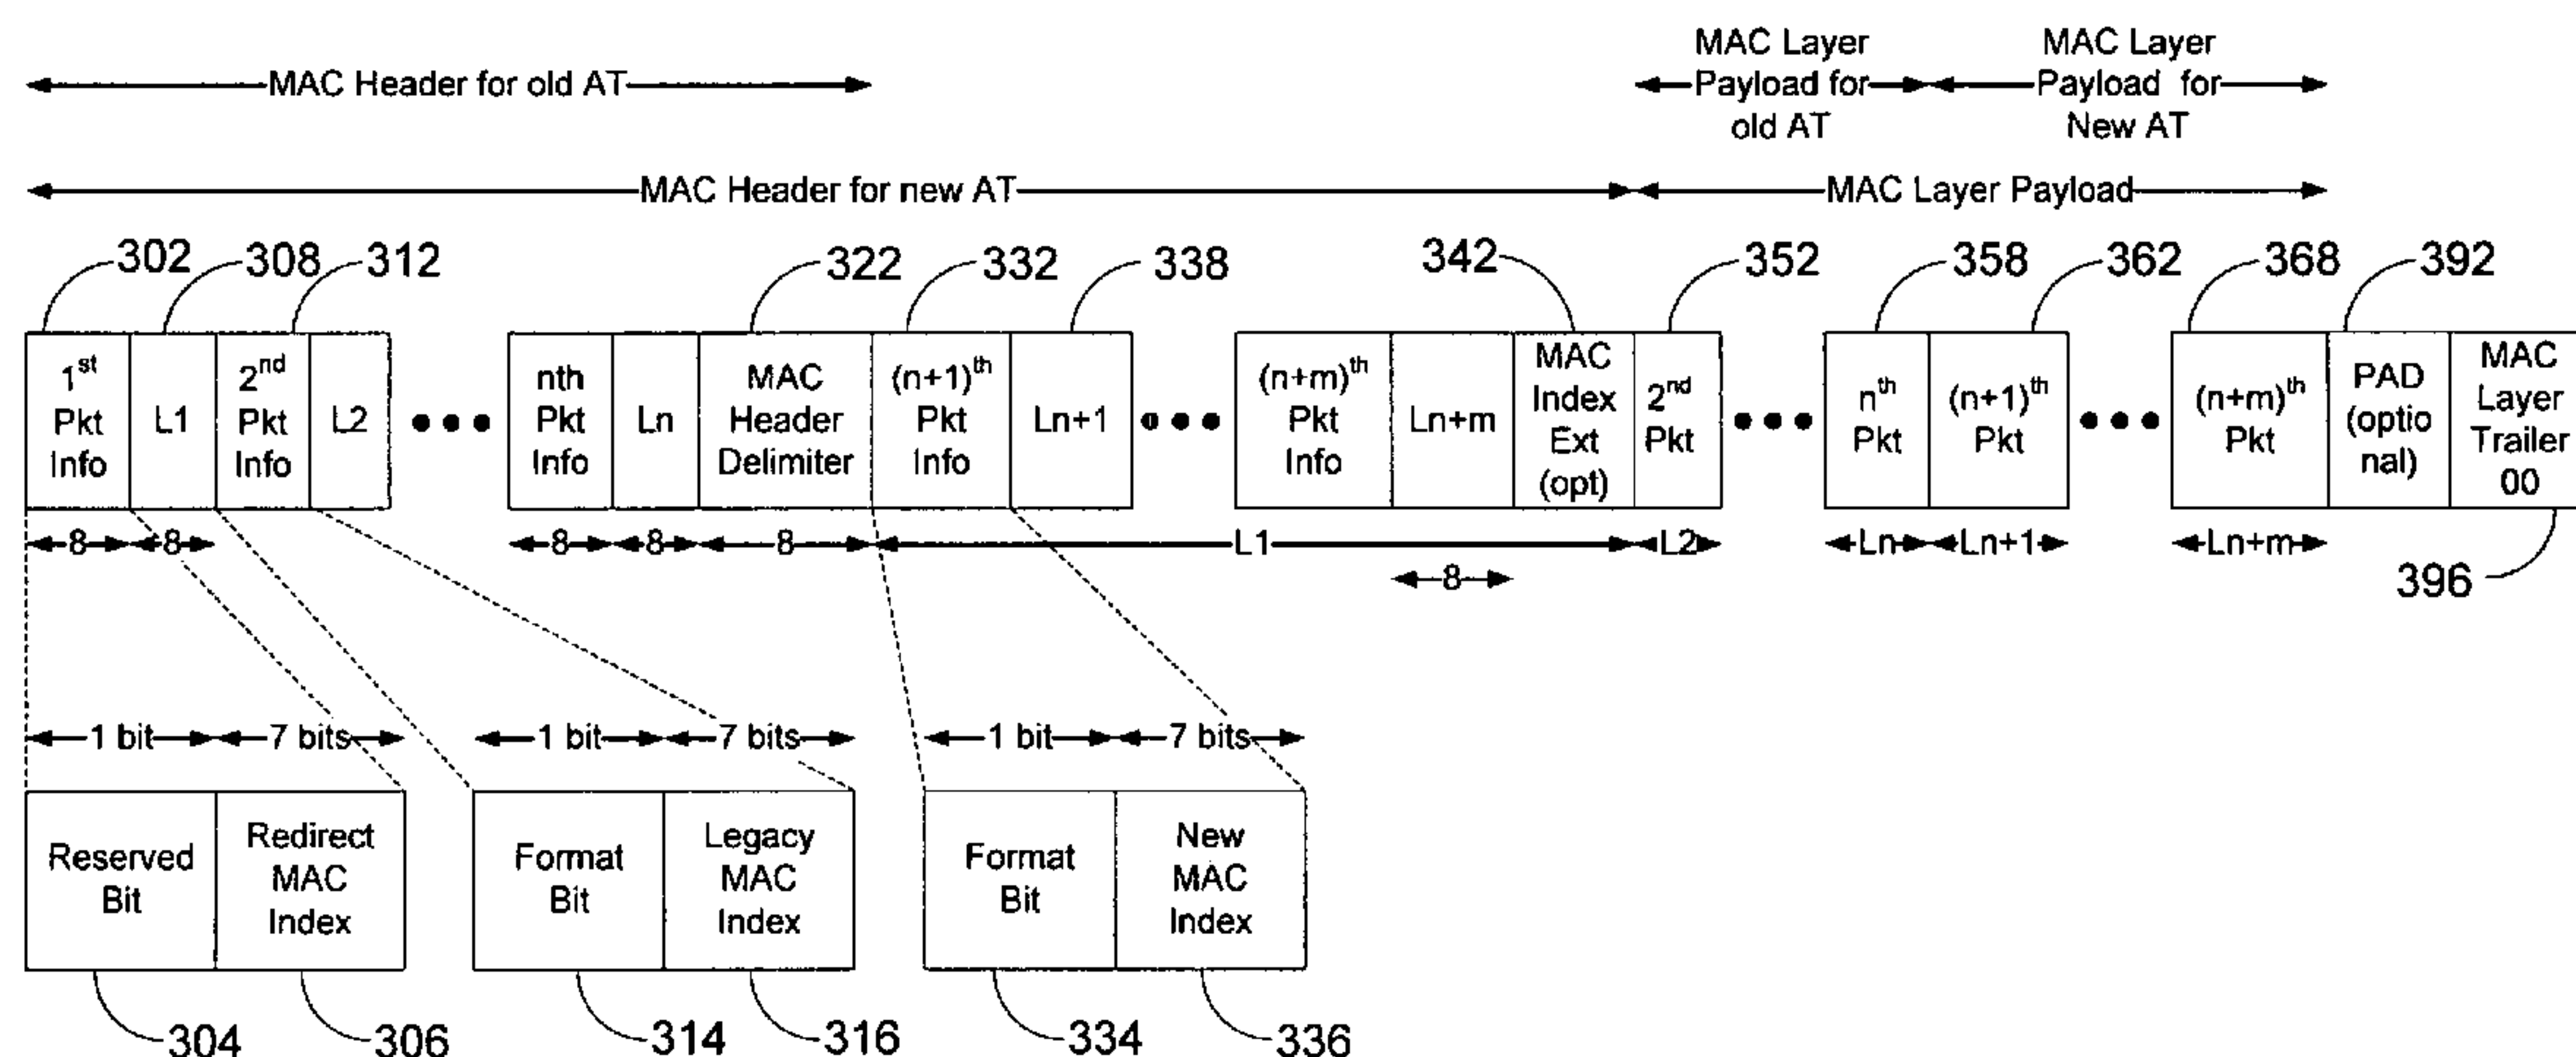 MAC Header for old AT
MAC Layer
Payload for
old AT
MAC Layer
Payload for
New AT
MAC Header for new AT
MAC Layer Payload
302
308
312
322
332
338
342
352
358
362
368
392
1st
Pkt
Info
L1
2nd
Pkt
Info
L2
nth
Pkt
Info
Ln
MAC
Header
Delimiter
(n+1)th
Pkt
Info
Ln+1
(n+m)th
Pkt
Info
Ln+m
MAC
Index
Ext
(opt)
2nd
Pkt
nth
Pkt
(n+1)th
Pkt
(n+m)th
Pkt
PAD
(optio
nal)
MAC
Layer
Trailer
00
8
8
8
8
8
L1
L2
Ln
Ln+1
Ln+m
8
396
1 bit
7 bits
1 bit
7 bits
1 bit
7 bits
Reserved
Bit
Redirect
MAC
Index
Format
Bit
Legacy
MAC
Index
Format
Bit
New
MAC
Index
304
306
314
316
334
336